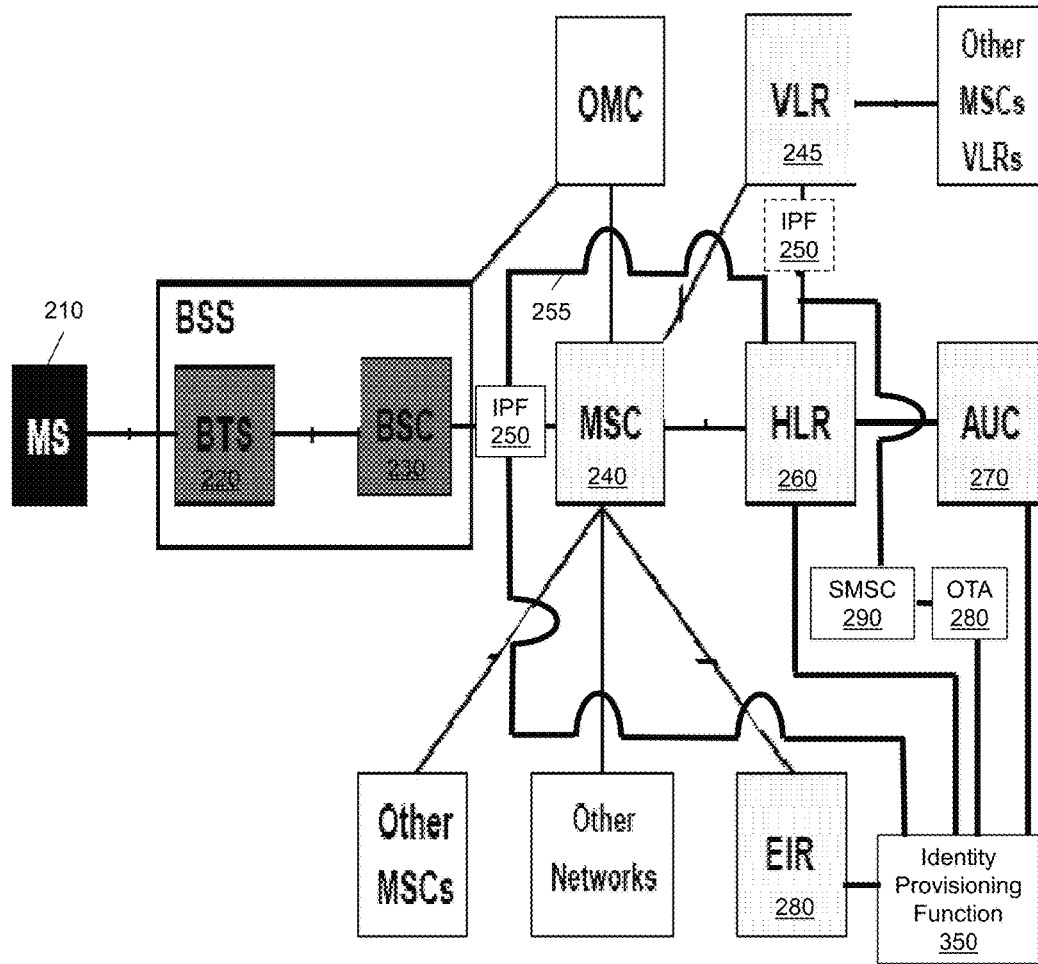 OMC
VLR
245
Other
MSCs
VLRs
IPF
250
210
BSS
255
MS
BTS
220
BSC
230
IPF
250
MSC
240
HLR
260
AUC
270
SMSC
290
OTA
280
Other
MSCs
Other
Networks
EIR
280
Identity
Provisioning
Function
350